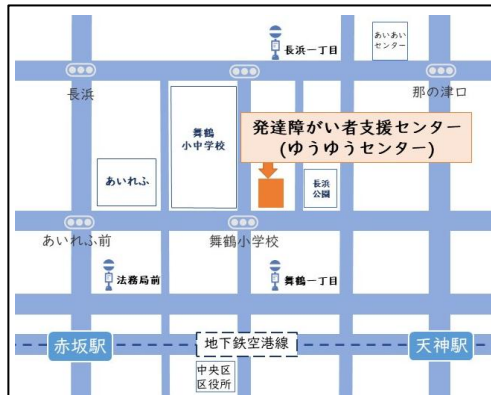 長浜一丁目
あいあい
センター
長浜
那の津口
舞鶴
小中学校
発達障がい者支援センター
(ゆうゆうセンター)
あいれふ
長浜
公園
あいれふ前
舞鶴小学校
法務局前
舞鶴一丁目
赤坂駅
地下鉄空港線
天神駅
中央区
区役所